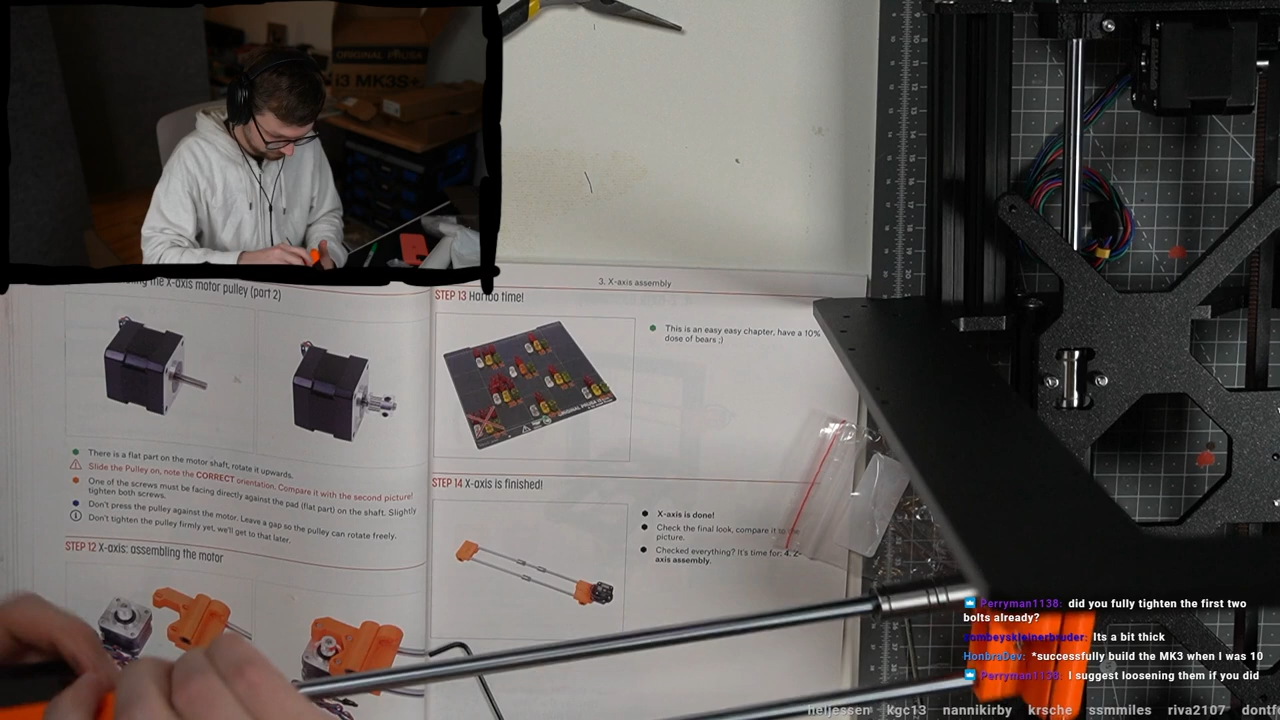 ORIGINAL PRUSA
i3 MK3S+
the X-axis motor pulley (part 2)
There is a flat part on the motor shaft, rotate it upwards.
Slide the Pulley on, note the CORRECT orientation. Compare it with the second picture!
One of the screws must be facing directly against the pad (flat part) on the shaft. Slightly
tighten both screws.
Don't press the pulley against the motor. Leave a gap so the pulley can rotate freely.
Don't tighten the pulley firmly yet, we'll get to that later.
STEP 12 X-axis: assembling the motor
3. X-axis assembly
STEP 13 Haribo time!
This is an easy easy chapter, have a 10%
dose of bears ;)
STEP 14 X-axis is finished!
X-axis is done!
Check the final look, compare it to
picture.
Checked everything? It's time for: 4. Z-
axis assembly.
Perryman1138: did you fully tighten the first two
bolts already?
zombeyskleinerbruder: Its a bit thick
HonbraDev: *successfully build the MK3 when I was 10
Perryman1138: I suggest loosening them if you did
heljessen kgc13 nannikirby krsche ssmmiles riva2107 dontf